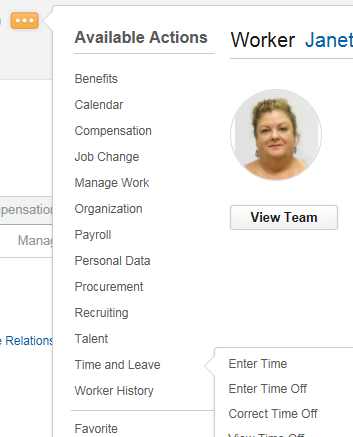 Available Actions
Worker Janet
Benefits
Calendar
Compensation
Job Change
Manage Work
Organization
Payroll
Personal Data
Procurement
Recruiting
Talent
Time and Leave
Worker History
Favorite
View Team
Enter Time
Enter Time Off
Correct Time Off
View Time Off
pensation
Manag
Relations